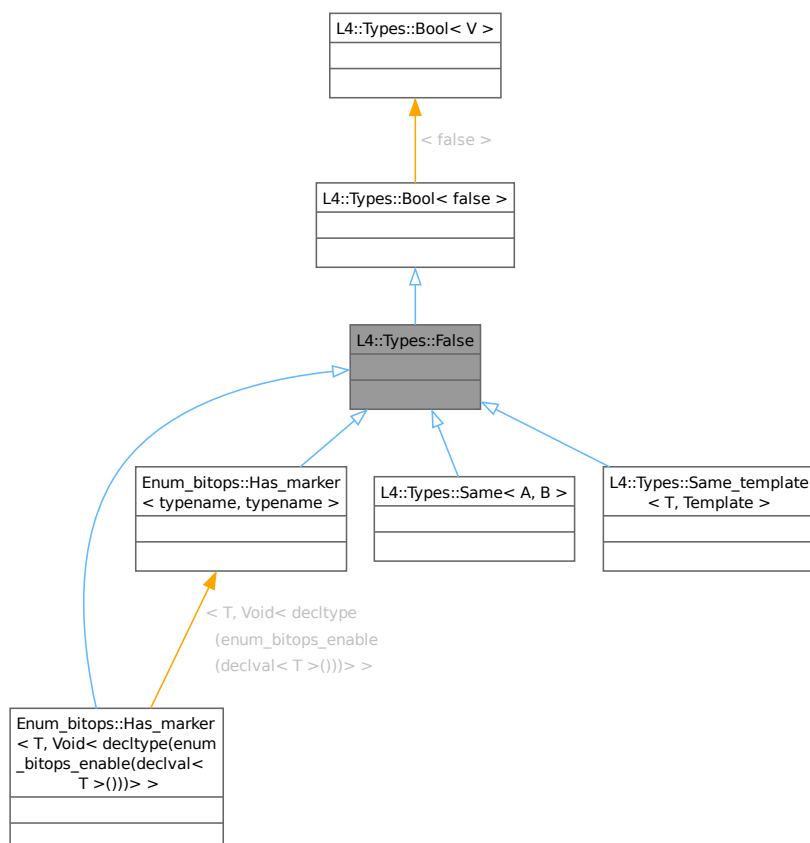 L4::Types::Bool< V >
< false >
L4::Types::Bool< false >
L4::Types::False
Enum_bitops::Has_marker
< typename, typename >
L4::Types::Same< A, B >
L4::Types::Same_template
< T, Template >
< T, Void< decltype
(enum_bitops_enable
(declval< T >()))> >
Enum_bitops::Has_marker
< T, Void< decltype(enum
_bitops_enable(declval<
T >()))> >